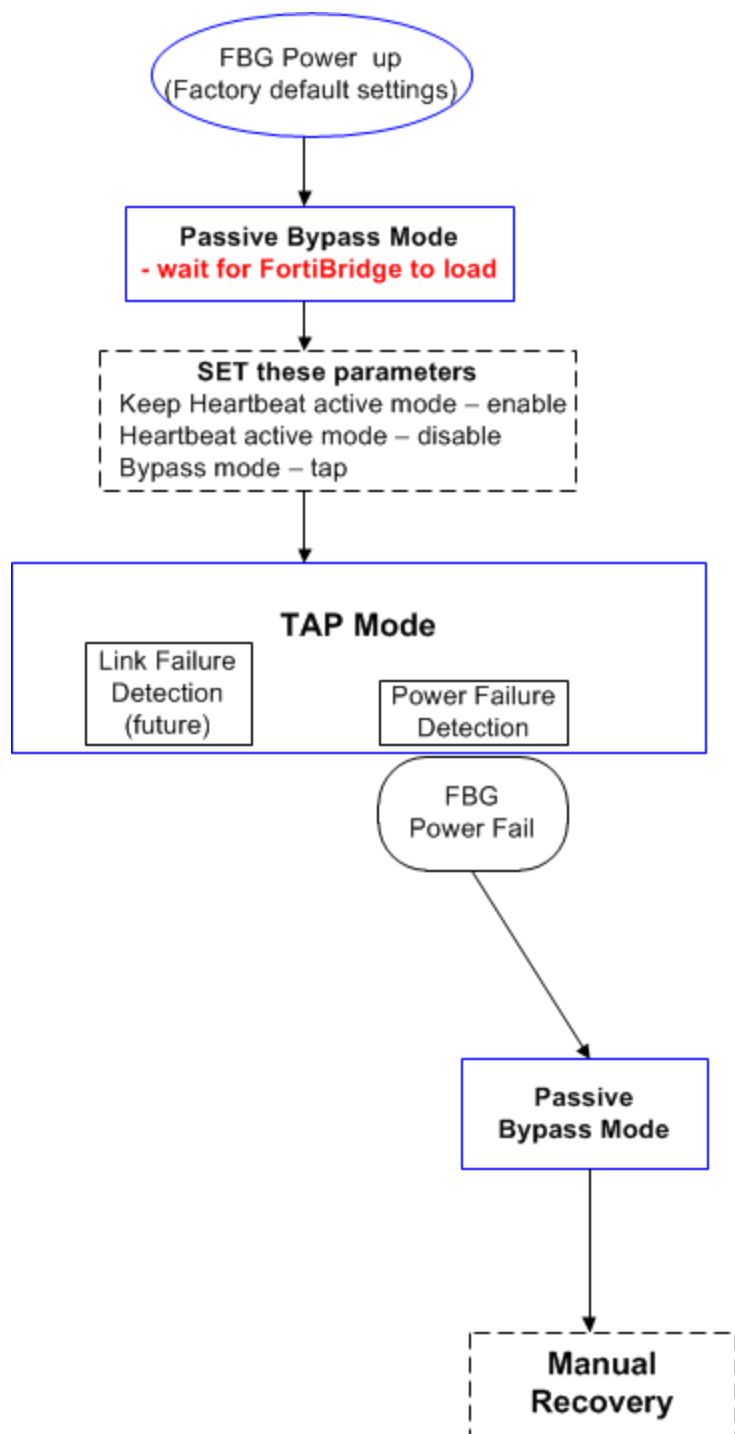 FBG Power up
(Factory default settings)
Passive Bypass Mode
- wait for FortiBridge to load
SET these parameters
Keep Heartbeat active mode – enable
Heartbeat active mode – disable
Bypass mode – tap
TAP Mode
Link Failure
Detection
(future)
Power Failure
Detection
FBG
Power Fail
Passive
Bypass Mode
Manual
Recovery